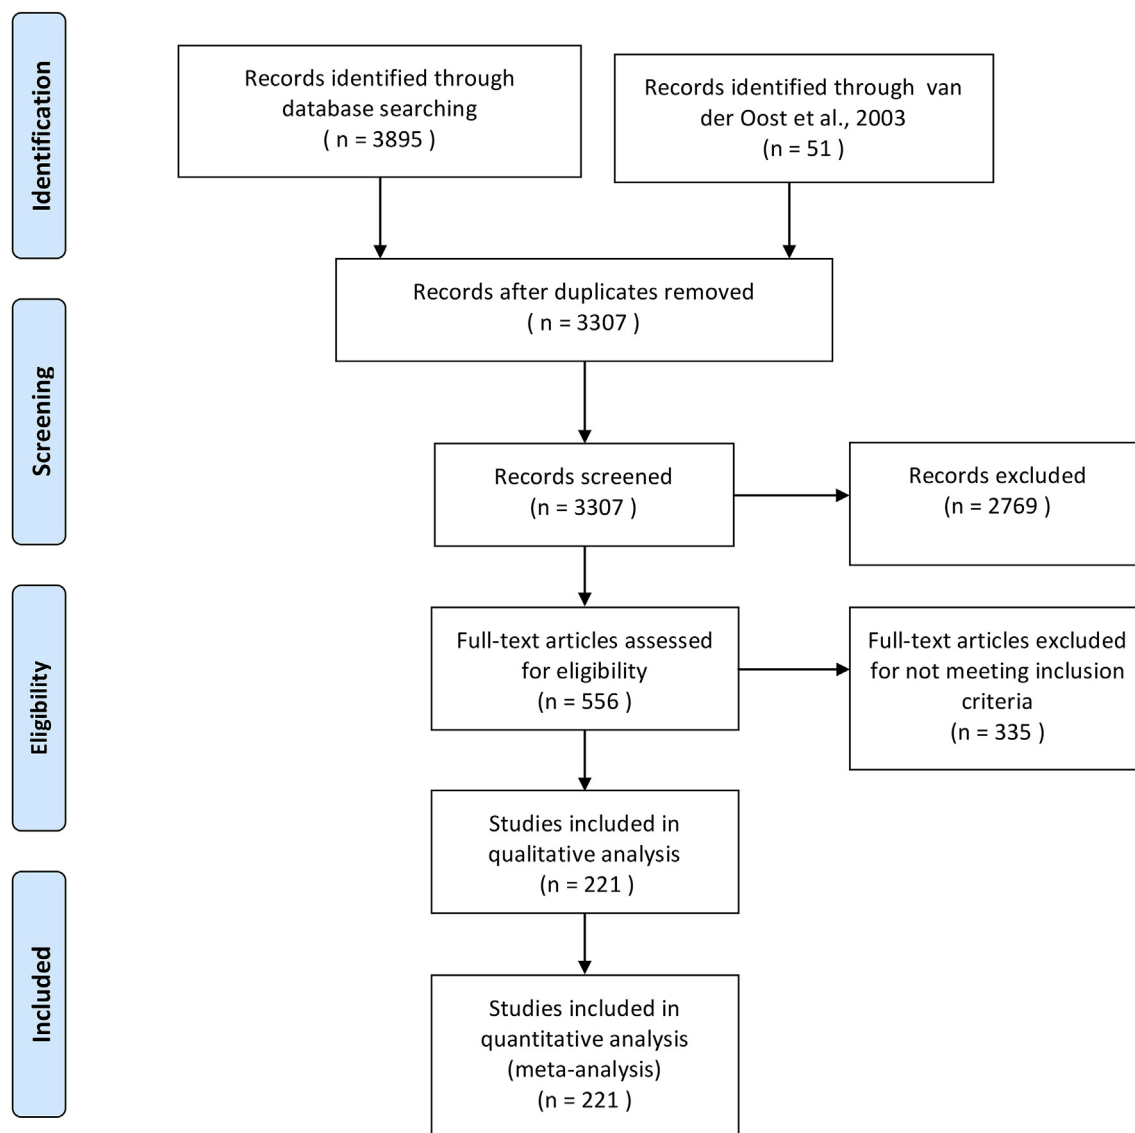 Identification
Records identified through
database searching
( n = 3895 )
Records identified through  van
der Oost et al., 2003
(n = 51 )
Records after duplicates removed
( n = 3307 )
Screening
Records screened
(n = 3307 )
Records excluded
(n = 2769 )
Eligibility
Full-text articles assessed
for eligibility
(n = 556 )
Full-text articles excluded
for not meeting inclusion
criteria
(n = 335 )
Studies included in
qualitative analysis
(n = 221 )
Included
Studies included in
quantitative analysis
(meta-analysis)
(n = 221 )